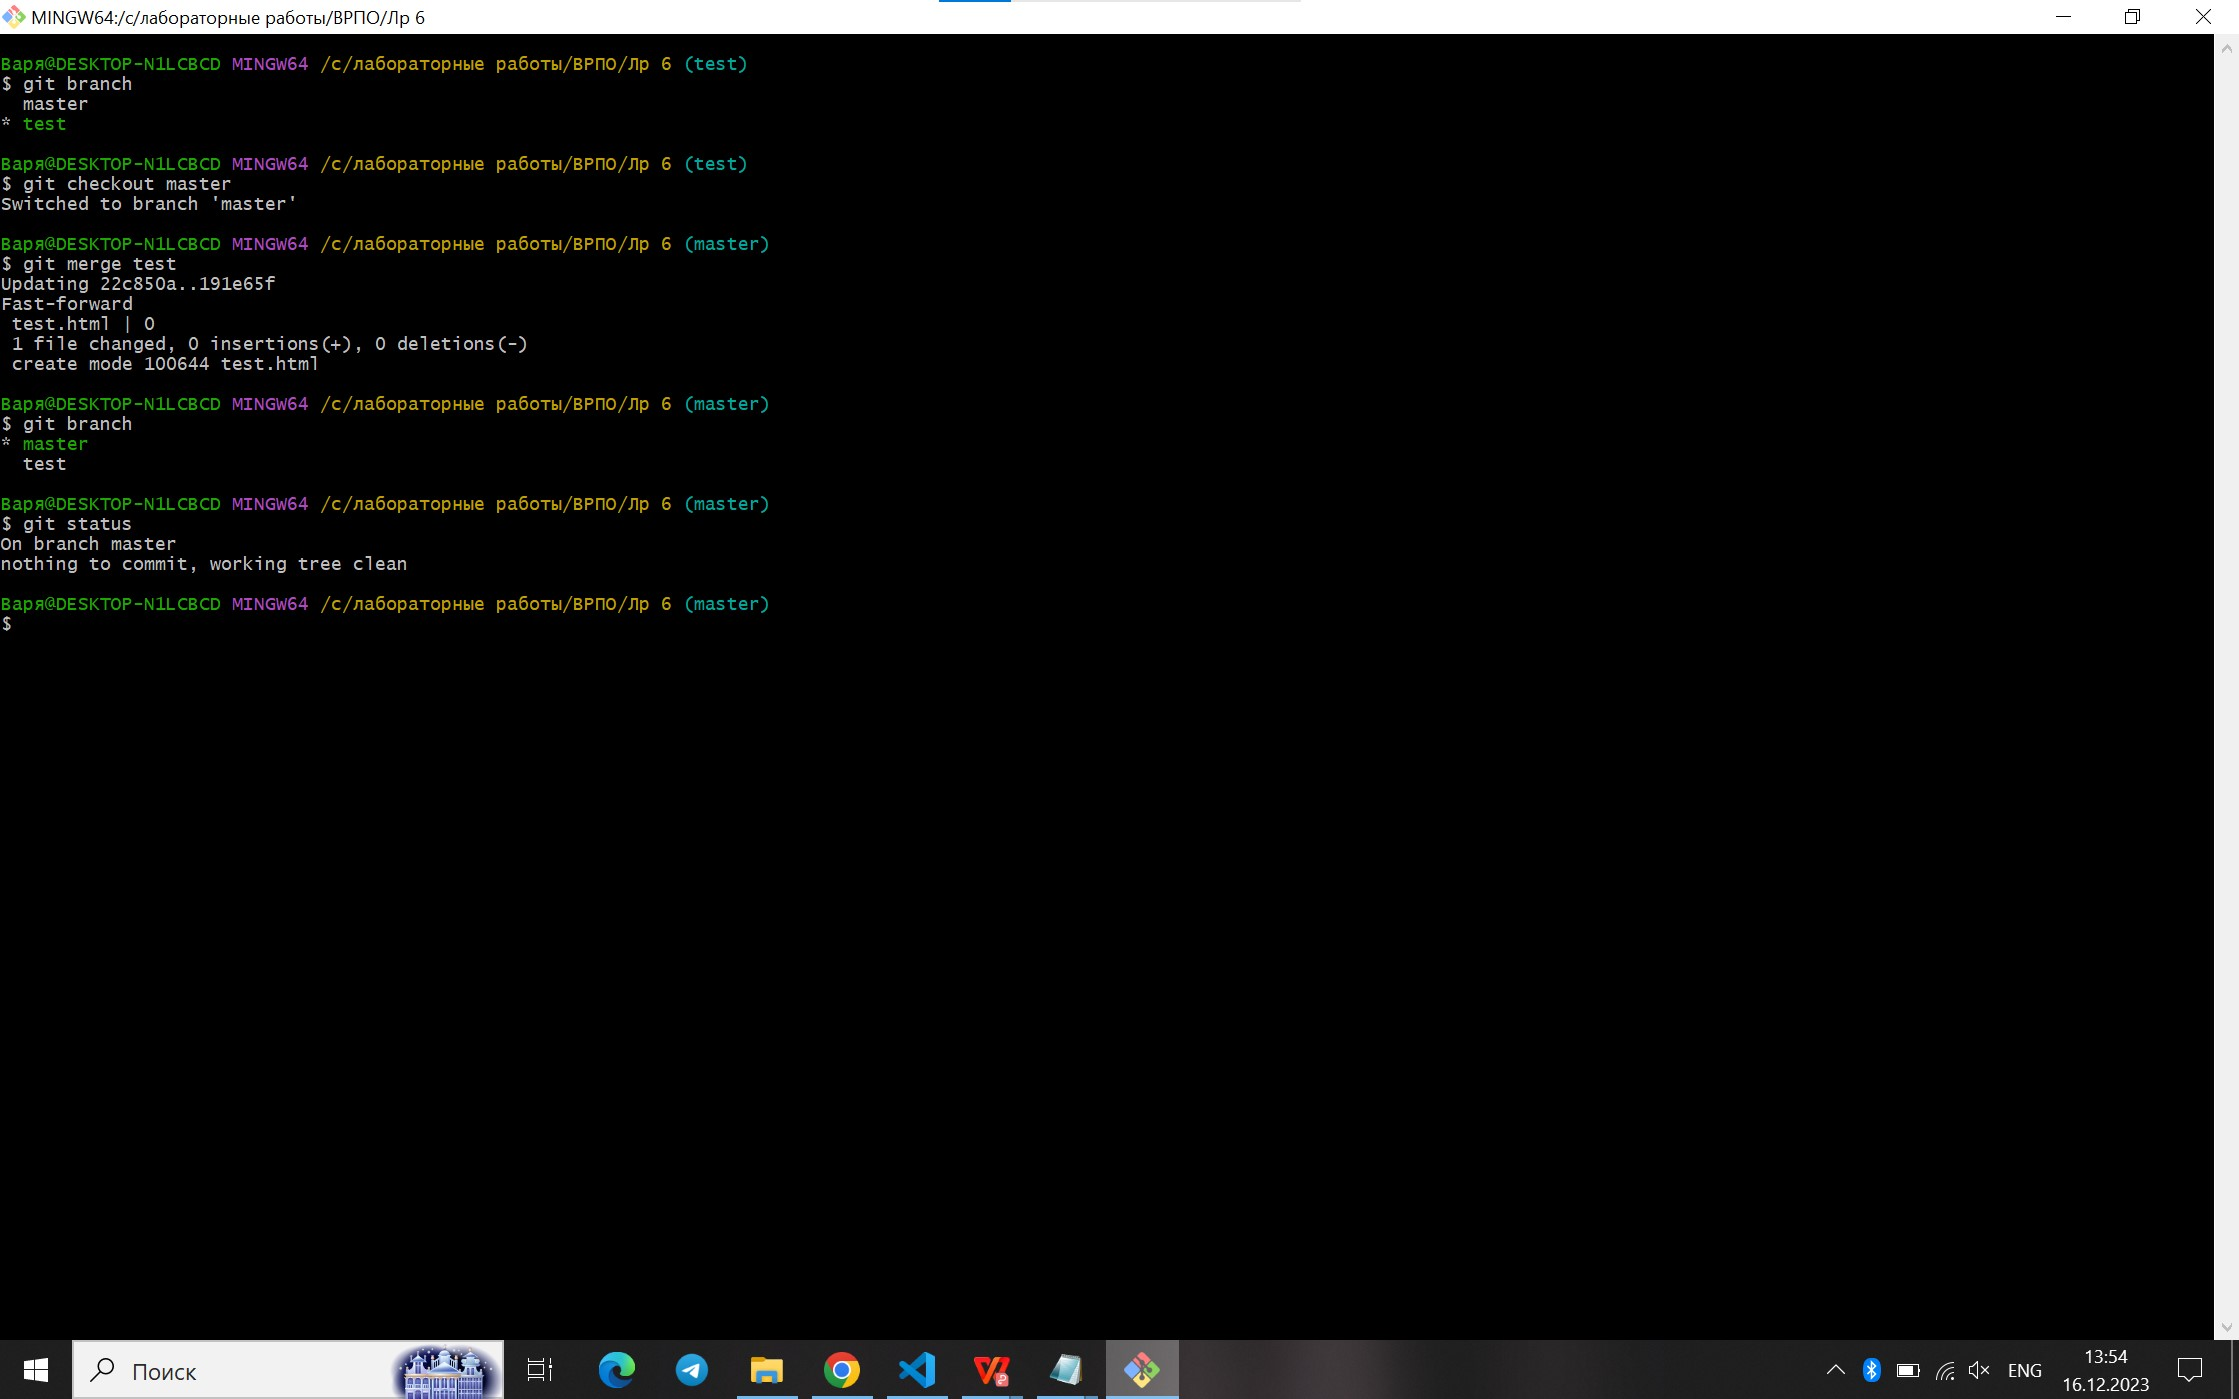 MINGW64:/c/лабораторные работы/ВРПО/Лр 6
Варя@DESKTOP-N1LCBCD MINGW64 /c/лабораторные работы/ВРПО/Лр 6 (test)
$ git branch
  master
* test
Варя@DESKTOP-N1LCBCD MINGW64 /c/лабораторные работы/ВРПО/Лр 6 (test)
$ git checkout master
Switched to branch 'master'
Варя@DESKTOP-N1LCBCD MINGW64 /c/лабораторные работы/ВРПО/Лр 6 (master)
$ git merge test
Updating 22c850a..191e65f
Fast-forward
 test.html | 0
 1 file changed, 0 insertions(+), 0 deletions(-)
 create mode 100644 test.html
Варя@DESKTOP-N1LCBCD MINGW64 /c/лабораторные работы/ВРПО/Лр 6 (master)
$ git branch
* master
  test
Варя@DESKTOP-N1LCBCD MINGW64 /c/лабораторные работы/ВРПО/Лр 6 (master)
$ git status
On branch master
nothing to commit, working tree clean
Варя@DESKTOP-N1LCBCD MINGW64 /c/лабораторные работы/ВРПО/Лр 6 (master)
$
Поиск
ENG
13:54
16.12.2023